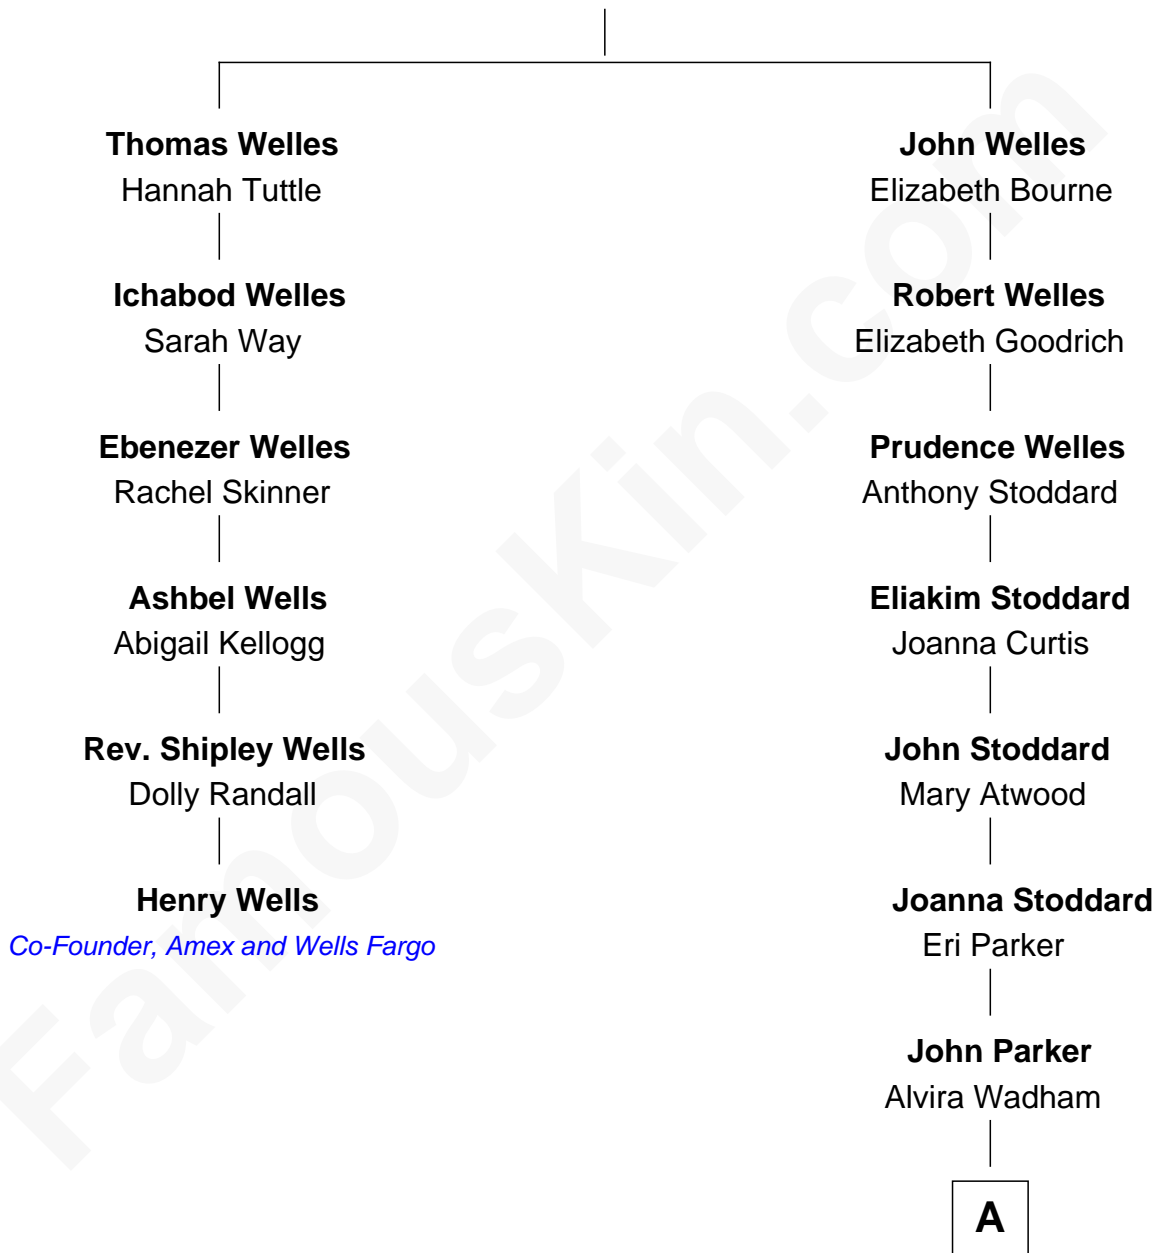 Thomas Welles
Hannah Tuttle
Ichabod Welles
Sarah Way
Ebenezer Welles
Rachel Skinner
Ashbel Wells
Abigail Kellogg
Rev. Shipley Wells
Dolly Randall
Henry Wells
Co-Founder, Amex and Wells Fargo
John Welles
Elizabeth Bourne
Robert Welles
Elizabeth Goodrich
Prudence Welles
Anthony Stoddard
Eliakim Stoddard
Joanna Curtis
John Stoddard
Mary Atwood
Joanna Stoddard
Eri Parker
John Parker
Alvira Wadham
A
FamousKin.com